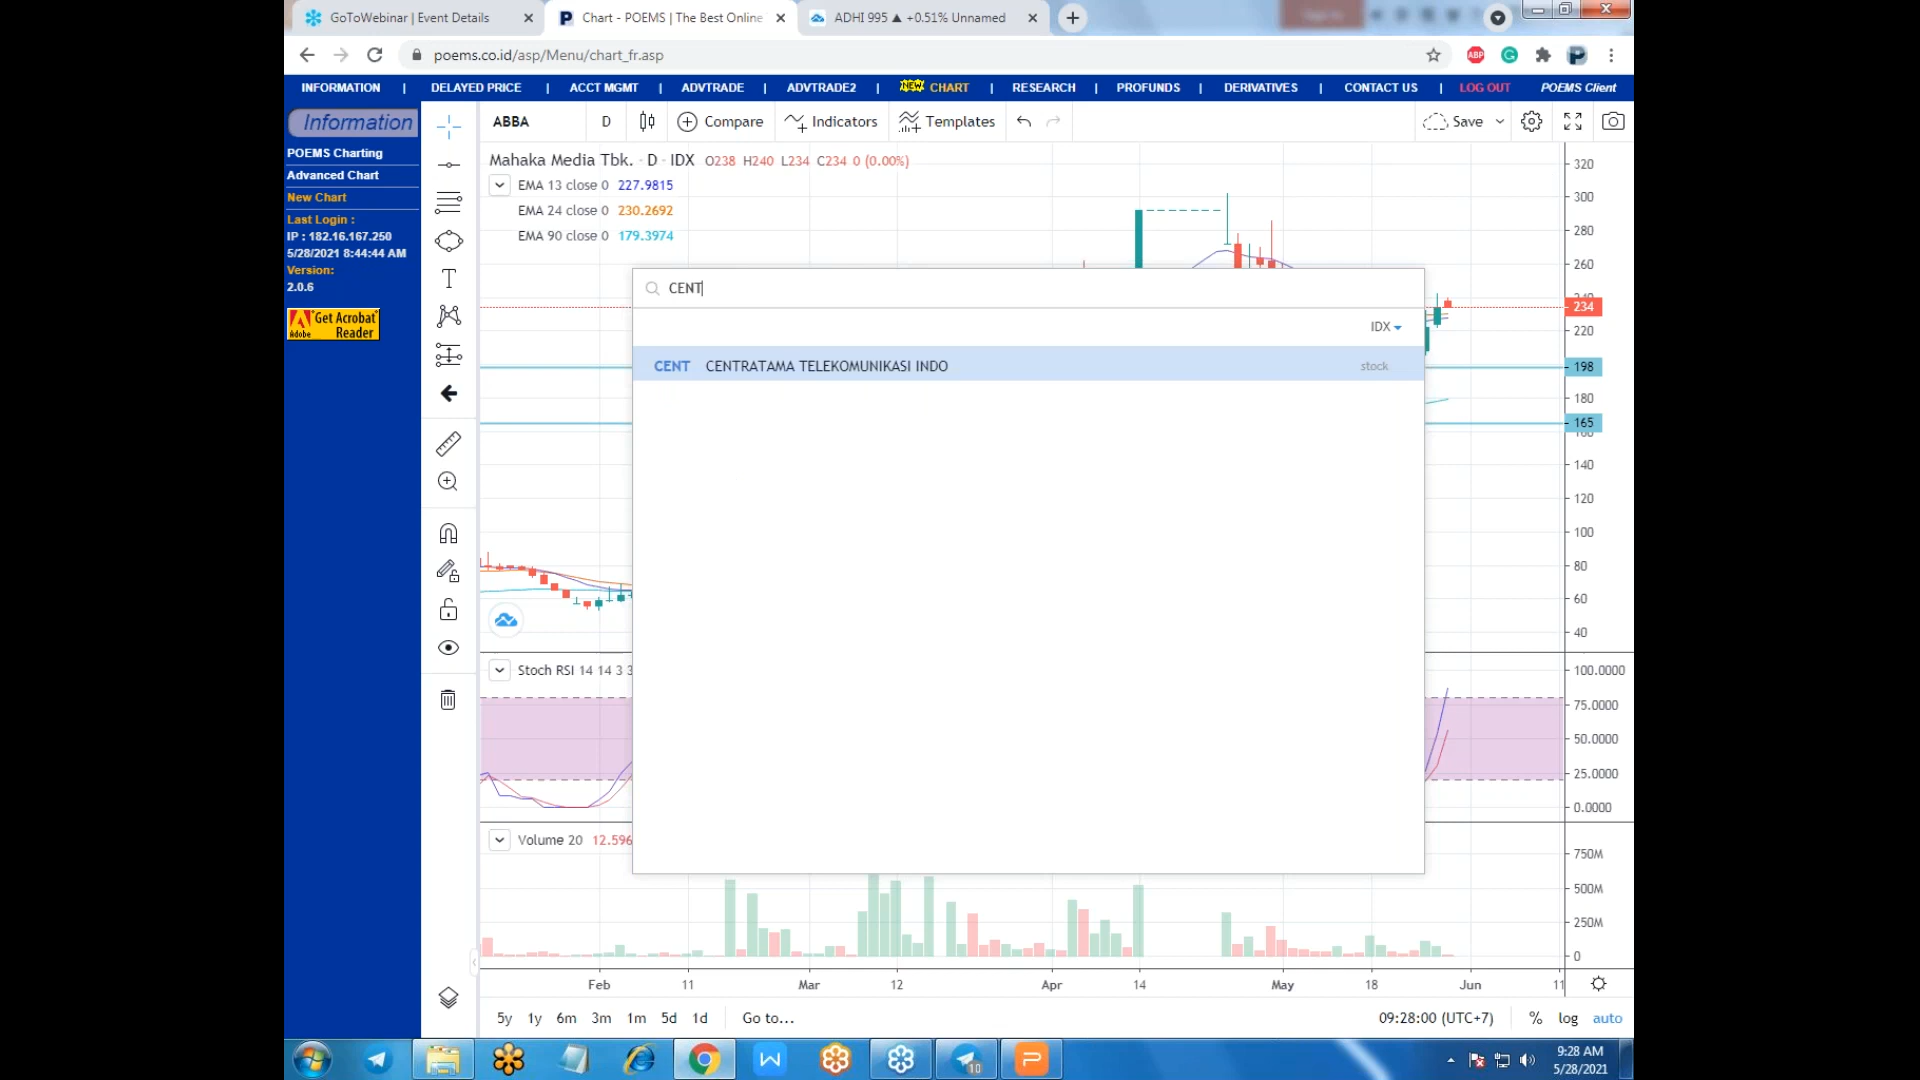 GoToWebinar | Event Details
Chart - POEMS | The Best Online
ADHI 995 ▲ +0.51% Unnamed
poems.co.id/asp/Menu/chart_fr.asp
ABP
INFORMATION | DELAYED PRICE | ACCT MGMT | ADVTRADE | ADVTRADE2 | NEW CHART | RESEARCH | PROFUNDS | DERIVATIVES | CONTACT US | LOG OUT POEMS Client
Information
POEMS Charting
Advanced Chart
New Chart
Last Login :
IP : 182.16.167.250
5/28/2021 8:44:44 AM
Version:
2.0.6
Get Acrobat
Adobe Reader
ABBA D Compare Indicators Templates Save
Mahaka Media Tbk. · D · IDX O238 H240 L234 C234 0 (0.00%)
EMA 13 close 0 227.9815
EMA 24 close 0 230.2692
EMA 90 close 0 179.3974
CENT
IDX
CENT CENTRATAMA TELEKOMUNIKASI INDO stock
320
300
280
260
240
234
220
198
180
165
160
140
120
100
80
60
40
Stoch RSI 14 14 3 3
100.0000
75.0000
50.0000
25.0000
0.0000
Volume 20 12.596
750M
500M
250M
0
Feb 11 Mar 12 Apr 14 May 18 Jun 11
5y 1y 6m 3m 1m 5d 1d Go to... 09:28:00 (UTC+7) % log auto
10
9:28 AM
5/28/2021